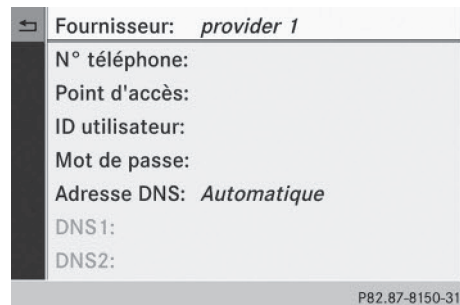 Fournisseur: provider 1
N° téléphone:
Point d'accès:
ID utilisateur:
Mot de passe:
Adresse DNS: Automatique
DNS1:
DNS2:
P82.87-8150-31